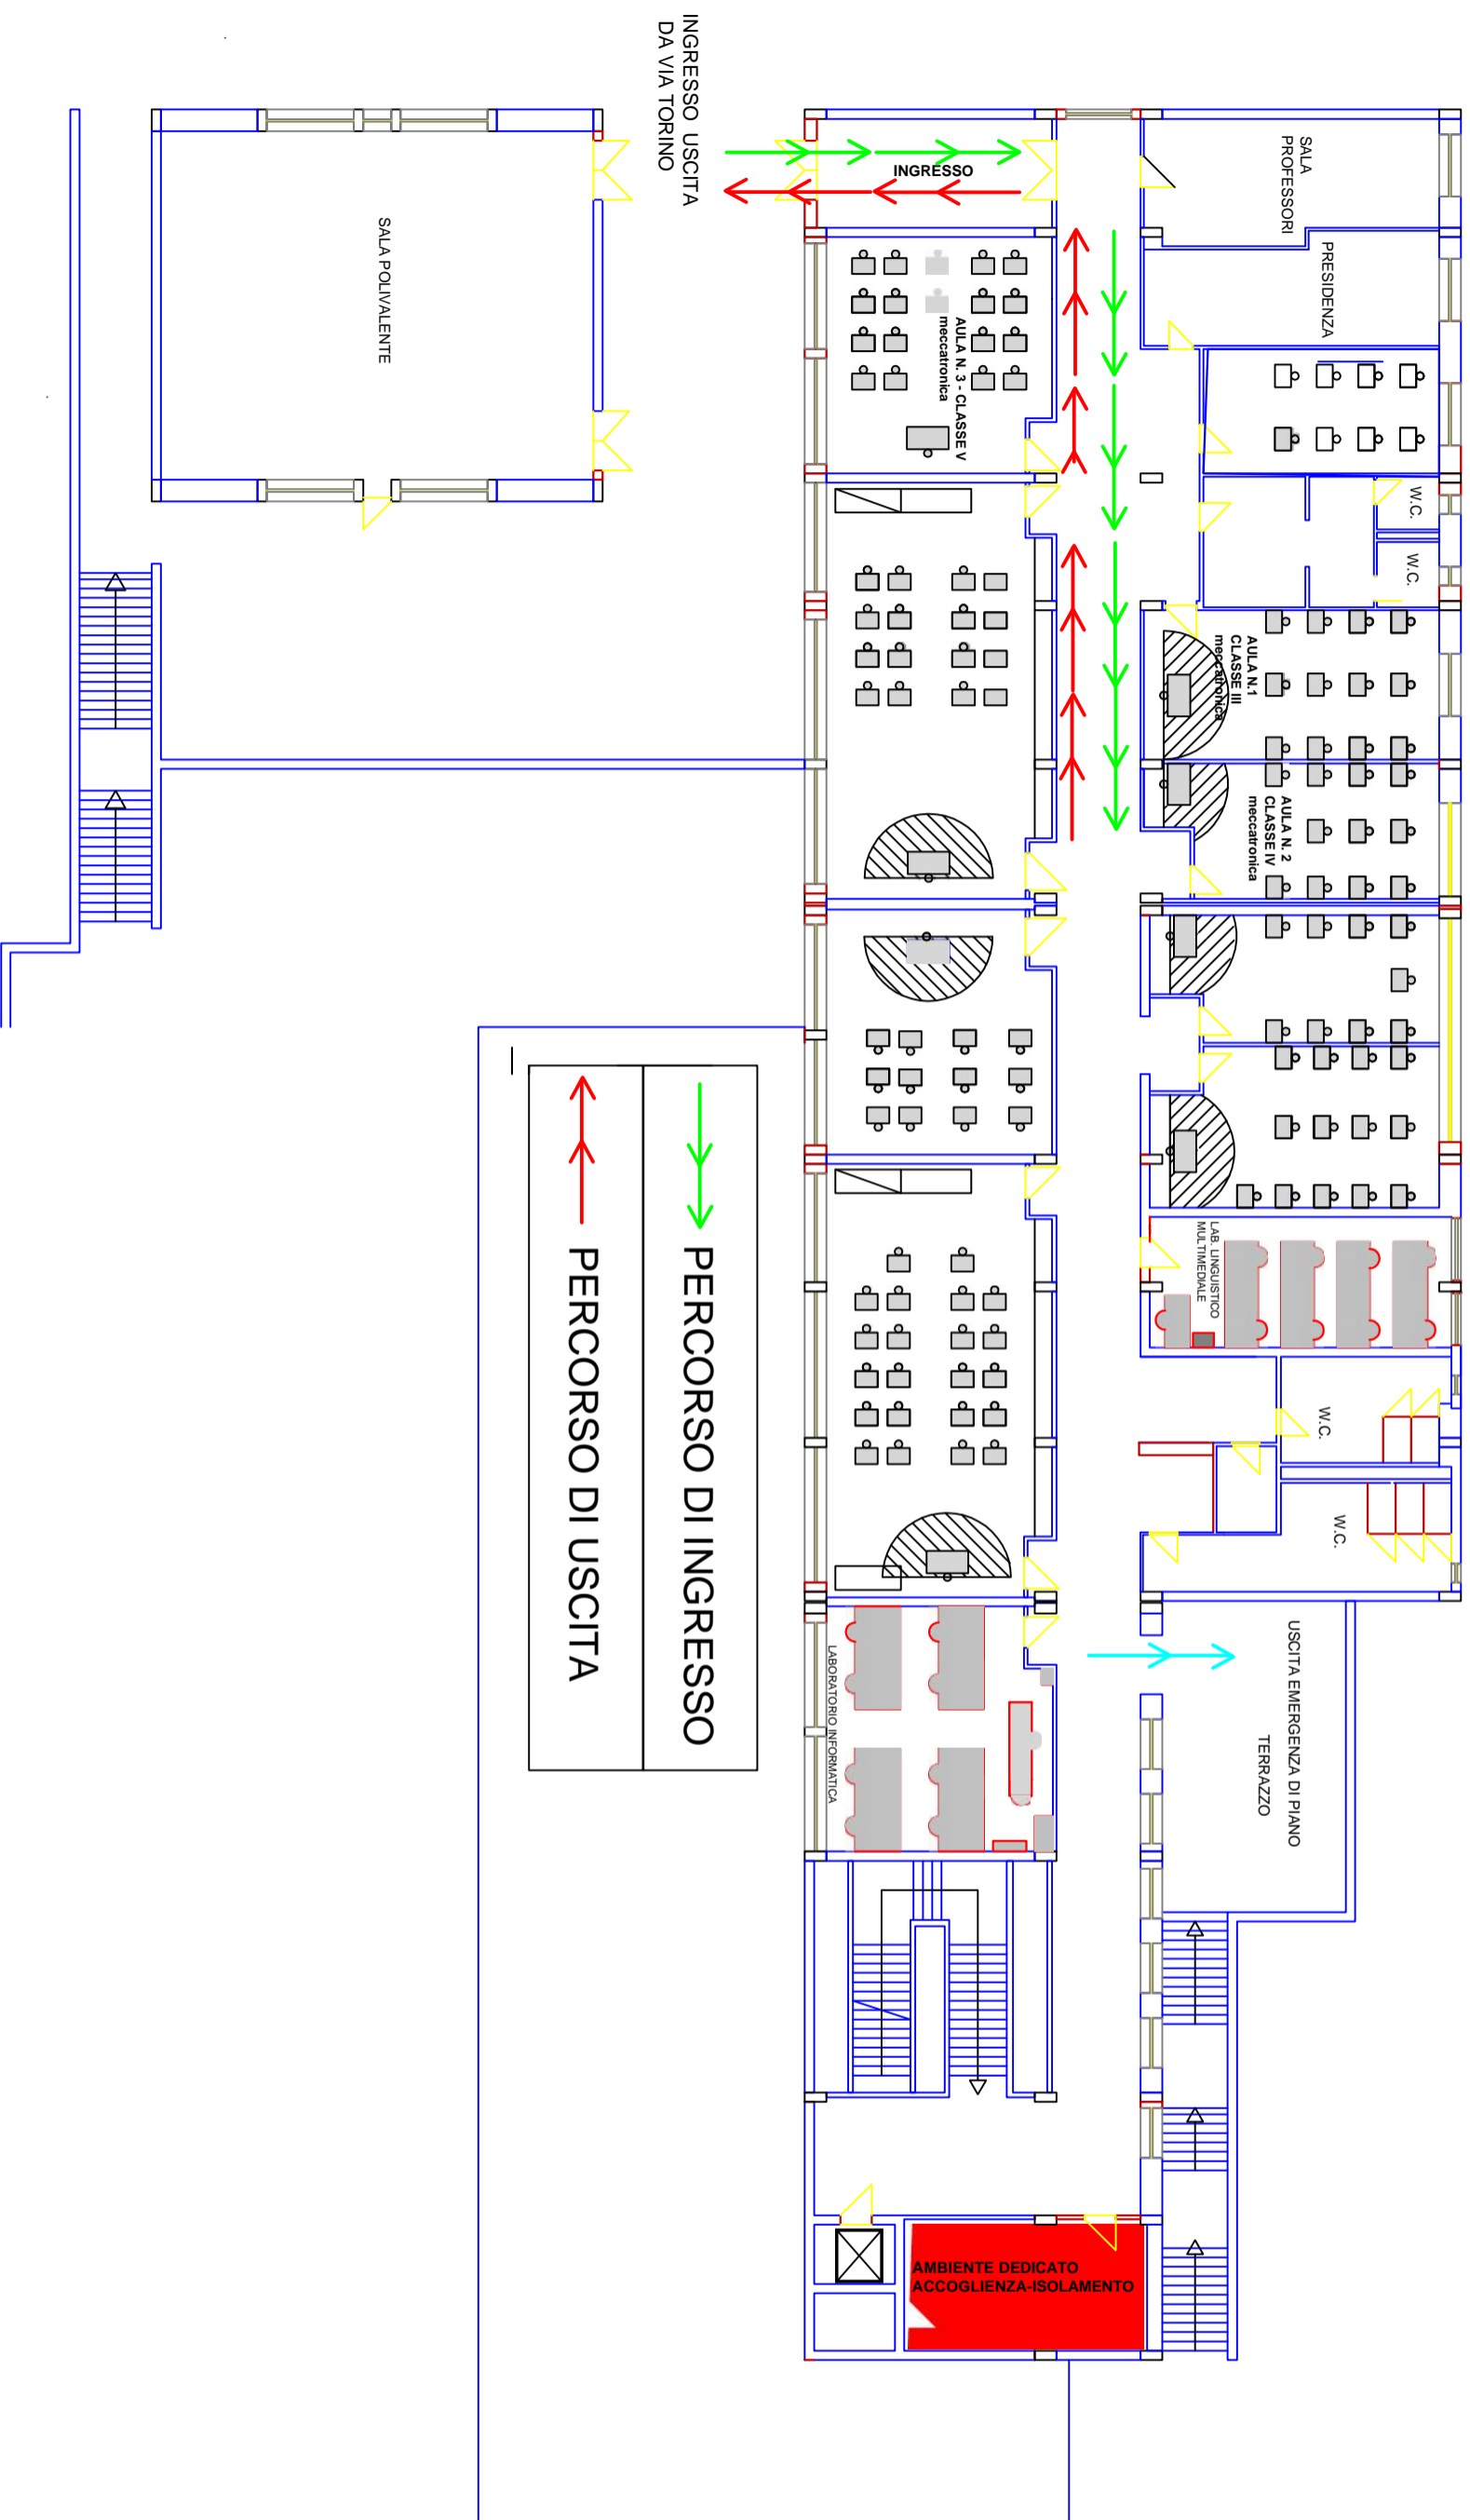 INGRESSO USCITA
DA VIA TORINO
SALA POLIVALENTE
INGRESSO
SALA
PROFESSORI
PRESIDENZA
AULA N. 3 - CLASSE V
meccatronica
W.C.
W.C.
AULA N.1
CLASSE III
meccatronica
AULA N. 2
CLASSE IV
meccatronica
LAB. LINGUISTICO
MULTIMEDIALE
W.C.
W.C.
PERCORSO DI INGRESSO
PERCORSO DI USCITA
USCITA EMERGENZA DI PIANO
TERRAZZO
LABORATORIO INFORMATICA
AMBIENTE DEDICATO
ACCOGLIENZA-ISOLAMENTO